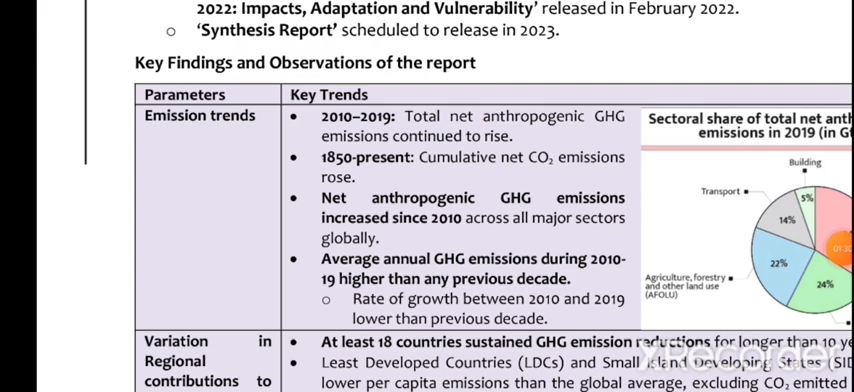 2022: Impacts, Adaptation and Vulnerability' released in February 2022.
o 'Synthesis Report' scheduled to release in 2023.
Key Findings and Observations of the report
Parameters
Key Trends
Emission trends
• 2010–2019: Total net anthropogenic GHG
emissions continued to rise.
• 1850-present: Cumulative net CO₂ emissions
rose.
• Net anthropogenic GHG emissions
increased since 2010 across all major sectors
globally.
• Average annual GHG emissions during 2010-
19 higher than any previous decade.
o Rate of growth between 2010 and 2019
lower than previous decade.
Sectoral share of total net ant
emissions in 2019 (in G
Building
Transport
5%
14%
22%
24%
Agriculture, forestry
and other land use
(AFOLU)
Variation in
Regional
contributions to
• At least 18 countries sustained GHG emission reductions for longer than 10 ye
• Least Developed Countries (LDCs) and Small Island Developing States (SID
lower per capita emissions than the global average, excluding CO₂ emitted
XRecorder